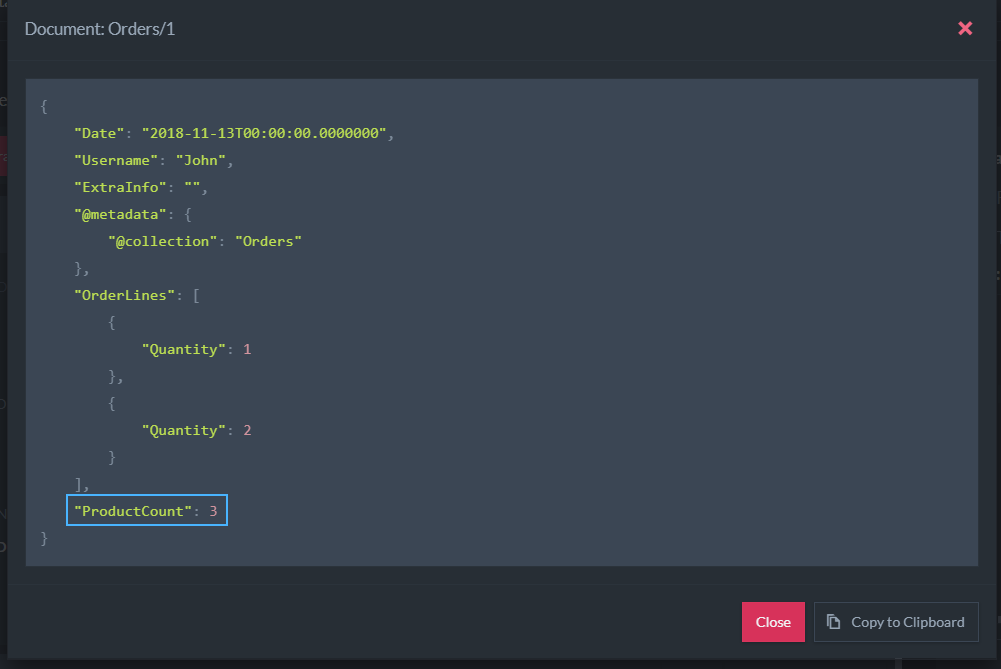 Document: Orders/1
{
"Date": "2018-11-13T00:00:00.0000000",
"Username": "John",
"ExtraInfo": "",
"@metadata": {
"@collection": "Orders"
},
"OrderLines": [
{
"Quantity": 1
},
{
"Quantity": 2
}
],
"ProductCount": 3
}
Close
Copy to Clipboard